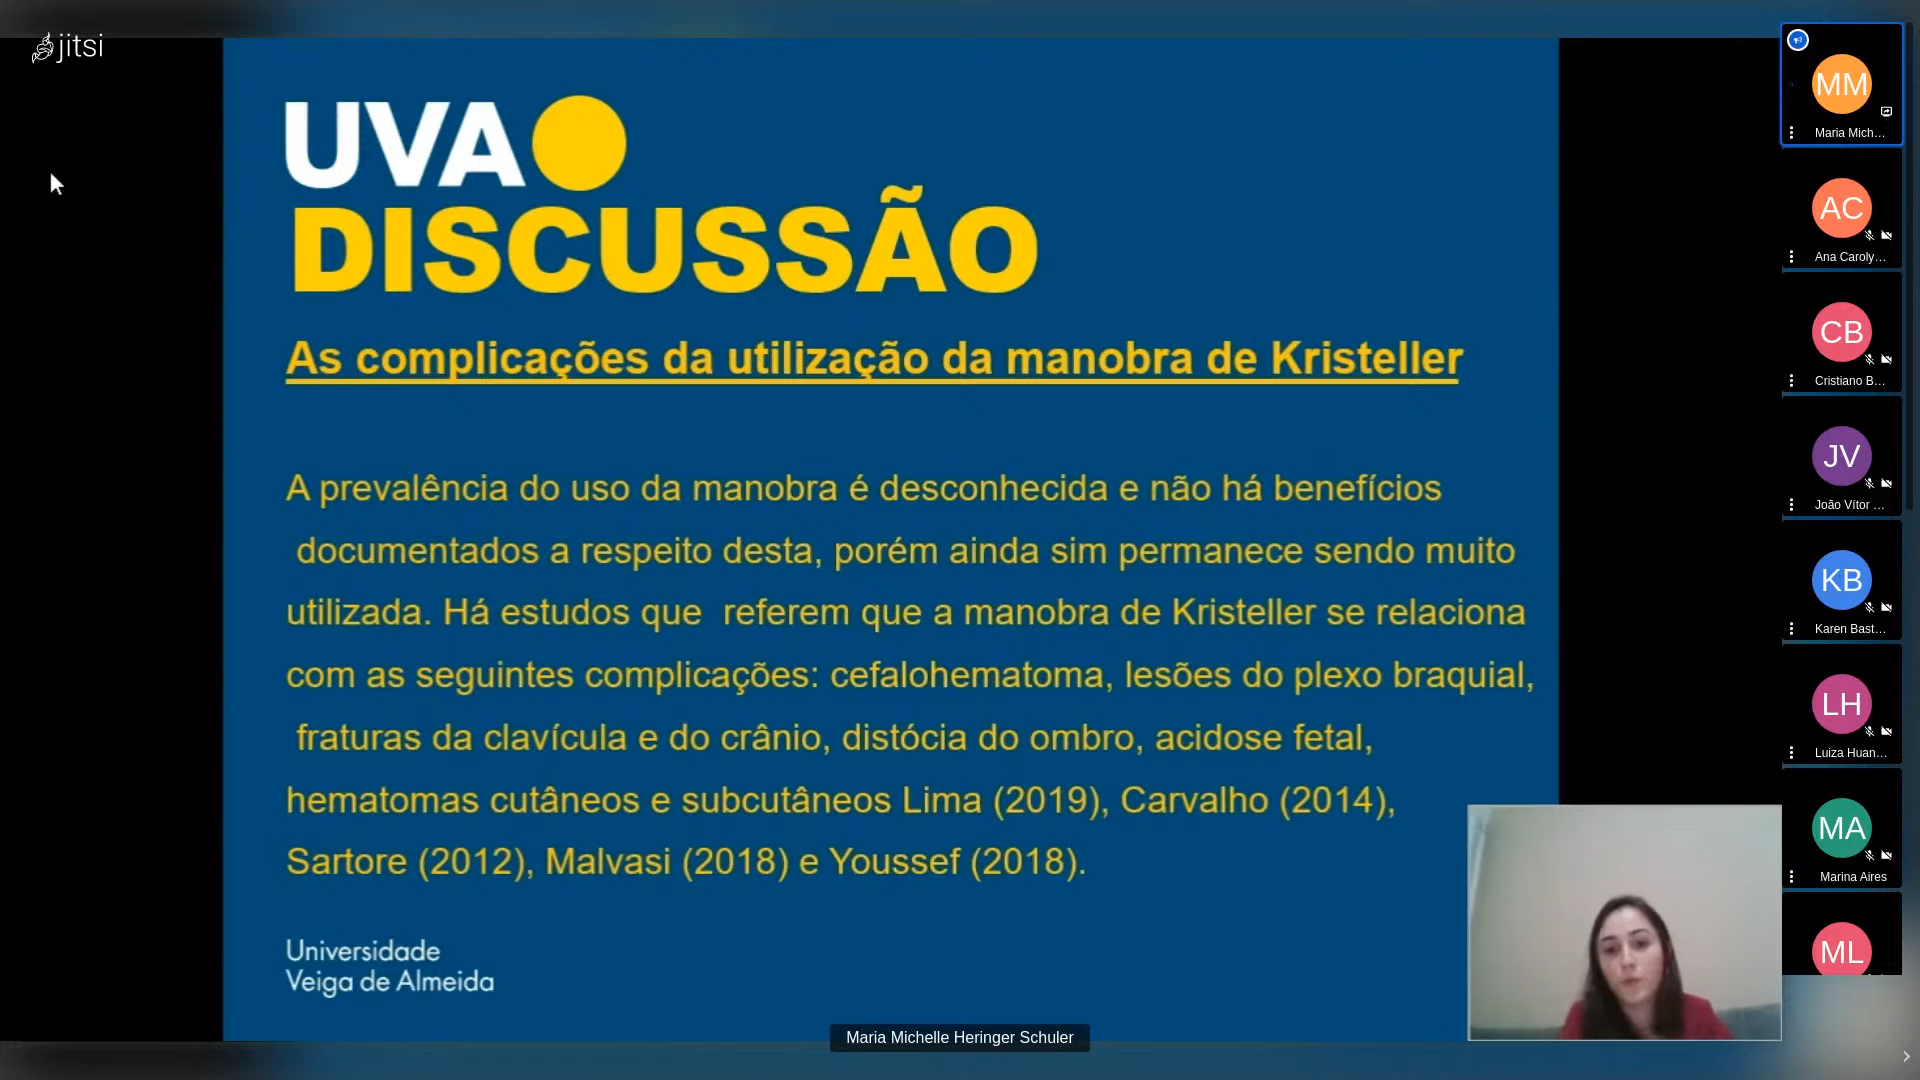 jitsi
UVA
DISCUSSÃO
As complicações da utilização da manobra de Kristeller
A prevalência do uso da manobra é desconhecida e não há benefícios
documentados a respeito desta, porém ainda sim permanece sendo muito
utilizada. Há estudos que referem que a manobra de Kristeller se relaciona
com as seguintes complicações: cefalohematoma, lesões do plexo braquial,
fraturas da clavícula e do crânio, distócia do ombro, acidose fetal,
hematomas cutâneos e subcutâneos Lima (2019), Carvalho (2014),
Sartore (2012), Malvasi (2018) e Youssef (2018).
Universidade
Veiga de Almeida
Maria Michelle Heringer Schuler
MM
Maria Mich...
AC
Ana Caroly...
CB
Cristiano B...
JV
João Vítor ...
KB
Karen Bast...
LH
Luiza Huan...
MA
Marina Aires
ML